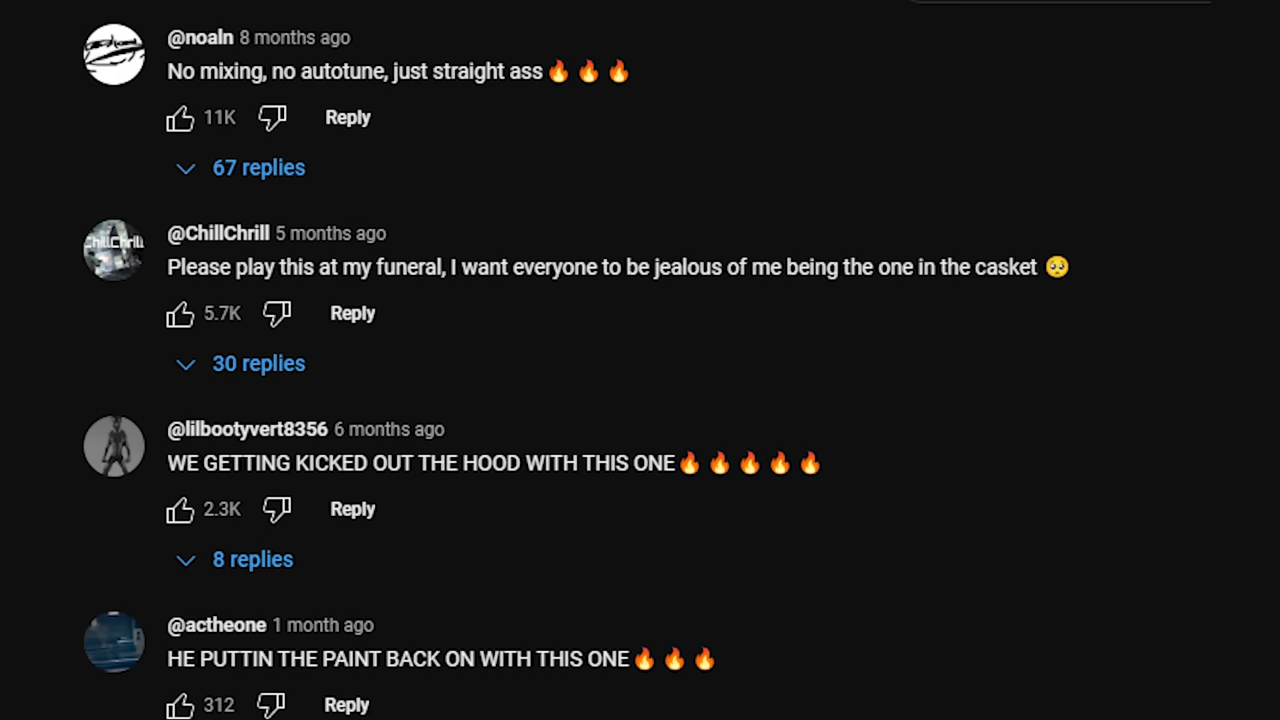 @noaln 8 months ago
No mixing, no autotune, just straight ass🔥🔥🔥
11K Reply
67 replies
ChillChrill
@ChillChrill 5 months ago
Please play this at my funeral, I want everyone to be jealous of me being the one in the casket 🥺
5.7K Reply
30 replies
@lilbootyvert8356 6 months ago
WE GETTING KICKED OUT THE HOOD WITH THIS ONE🔥🔥🔥🔥🔥
2.3K Reply
8 replies
@actheone 1 month ago
HE PUTTIN THE PAINT BACK ON WITH THIS ONE🔥🔥🔥
312 Reply